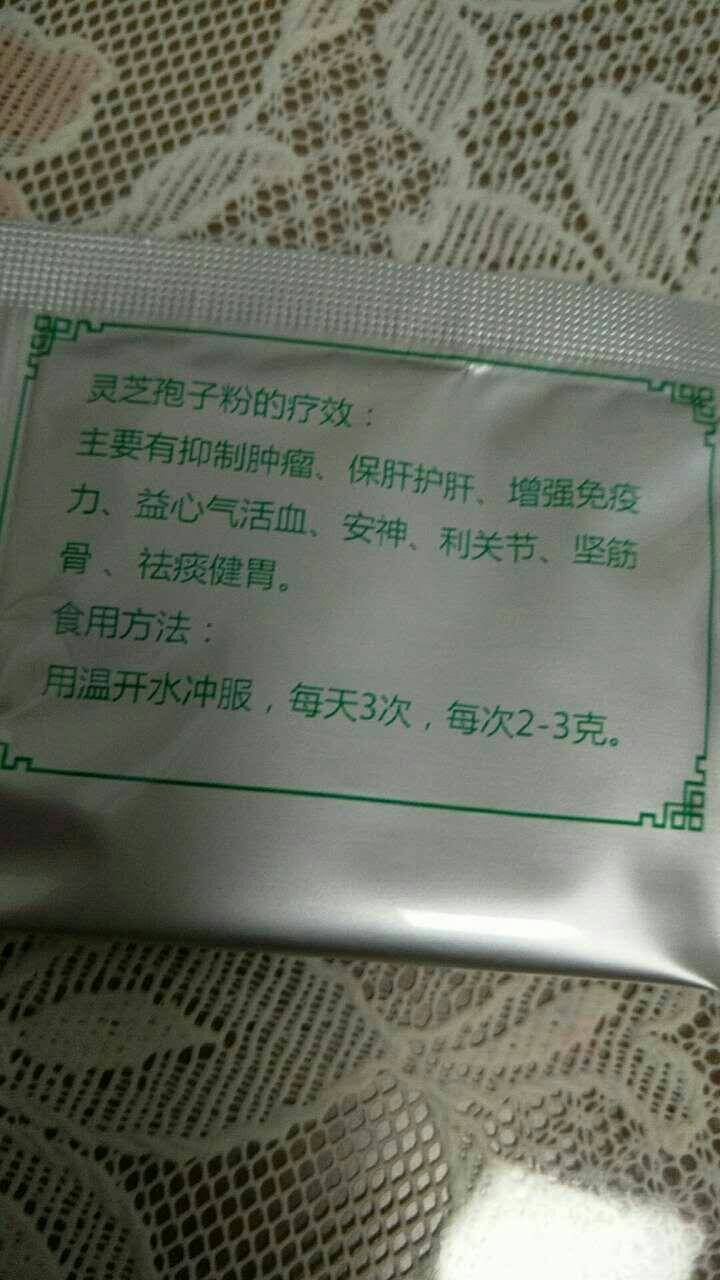 灵芝孢子粉的疗效：
主要有抑制肿瘤、保肝护肝、增强免疫
力、益心气活血、安神、利关节、坚筋
骨、祛痰健胃。
食用方法：
用温开水冲服，每天3次，每次2-3克。